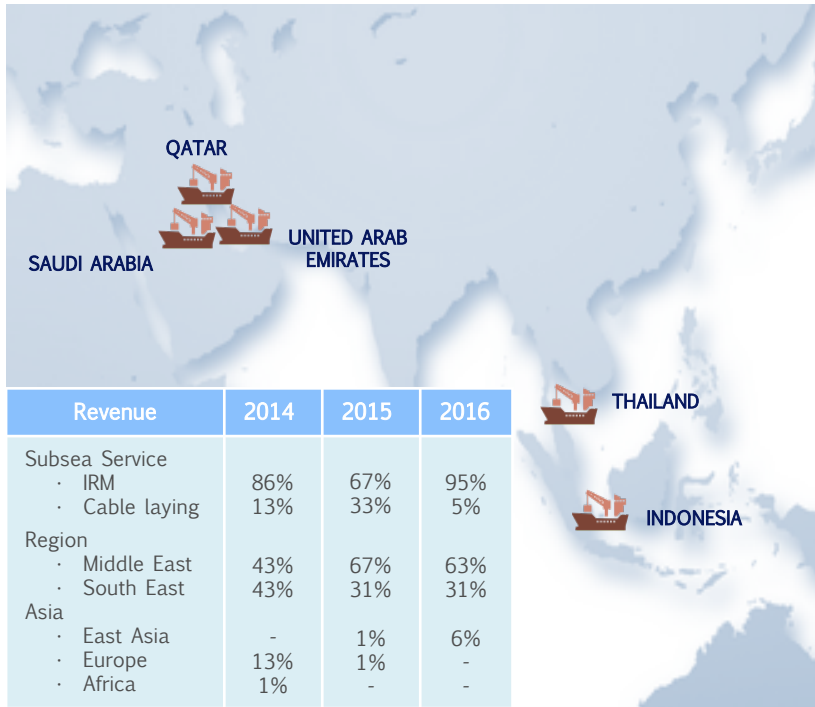 QATAR
SAUDI ARABIA
UNITED ARAB
EMIRATES
THAILAND
INDONESIA
Revenue 2014 2015 2016
Subsea Service
· IRM 86% 67% 95%
· Cable laying 13% 33% 5%
Region
· Middle East 43% 67% 63%
· South East 43% 31% 31%
Asia
· East Asia - 1% 6%
· Europe 13% 1% -
· Africa 1% - -